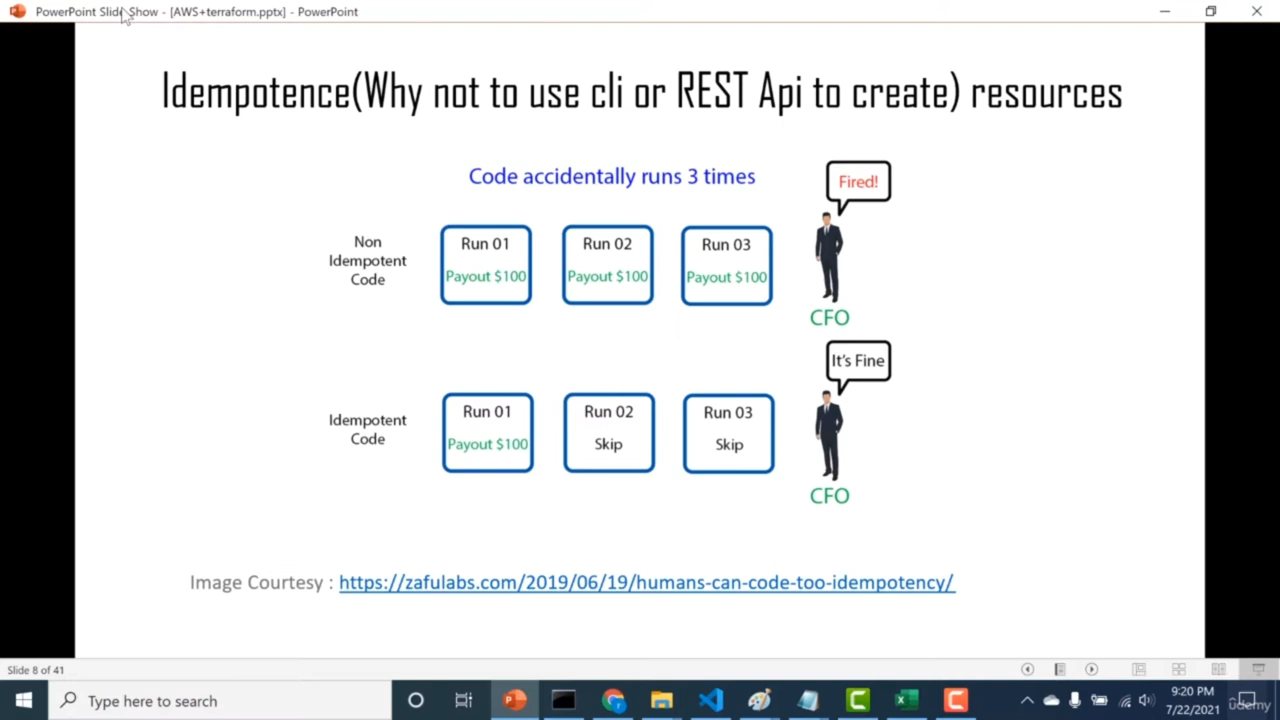 PowerPoint Slide Show - [AWS+terraform.pptx] - PowerPoint
Idempotence(Why not to use cli or REST Api to create) resources
Code accidentally runs 3 times
Fired!
Non
Idempotent
Code
Run 01
Payout $100
Run 02
Payout $100
Run 03
Payout $100
CFO
It's Fine
Idempotent
Code
Run 01
Payout $100
Run 02
Skip
Run 03
Skip
CFO
Image Courtesy : https://zafulabs.com/2019/06/19/humans-can-code-too-idempotency/
Slide 8 of 41
Type here to search
9:20 PM
7/22/2021
udemy